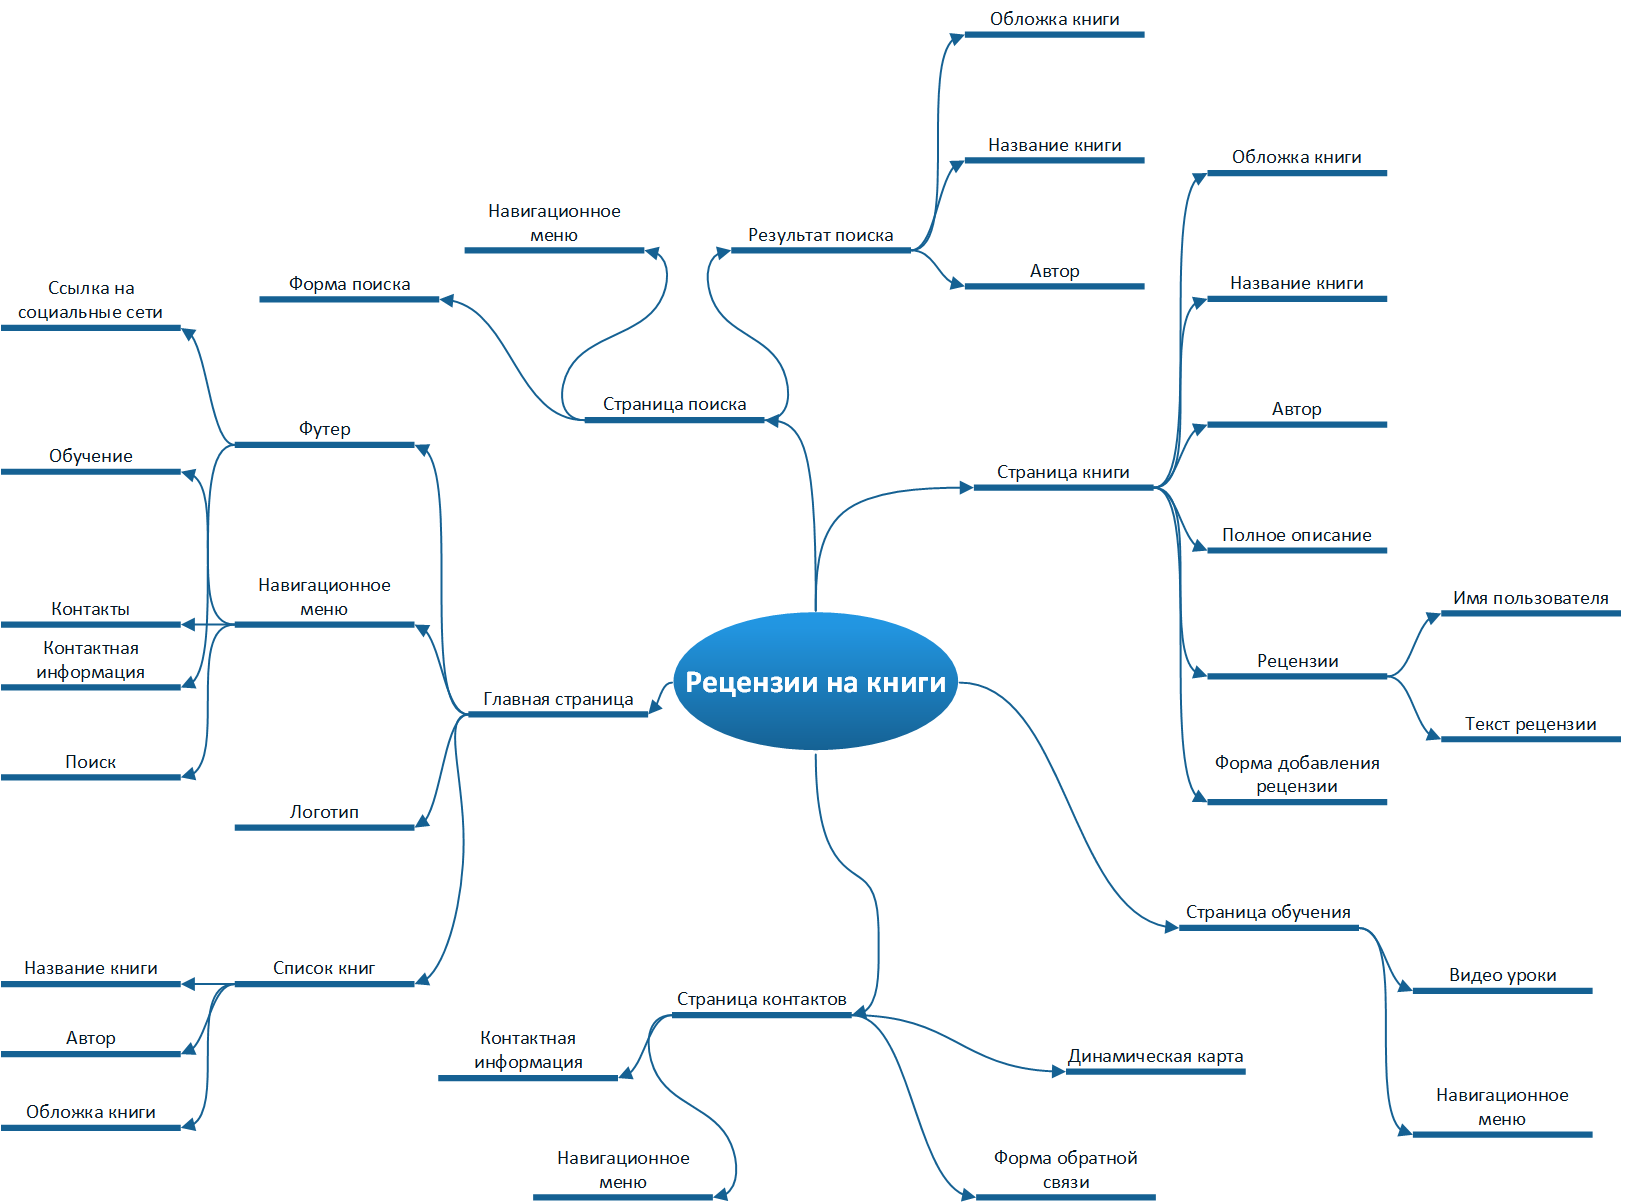 Обложка книги
Название книги
Обложка книги
Навигационное
меню
Результат поиска
Автор
Название книги
Форма поиска
Ссылка на
социальные сети
Страница поиска
Автор
Футер
Обучение
Страница книги
Полное описание
Навигационное
меню
Контакты
Имя пользователя
Контактная
информация
Рецензии
Рецензии на книги
Главная страница
Текст рецензии
Поиск
Форма добавления
рецензии
Логотип
Страница обучения
Название книги
Список книг
Видео уроки
Страница контактов
Автор
Контактная
информация
Динамическая карта
Обложка книги
Навигационное
меню
Навигационное
меню
Форма обратной
связи